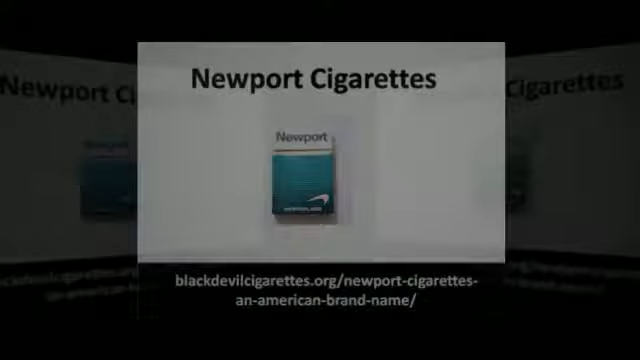 Newport Cigarettes
Newport
blackdevilcigarettes.org/newport-cigarettes-
an-american-brand-name/